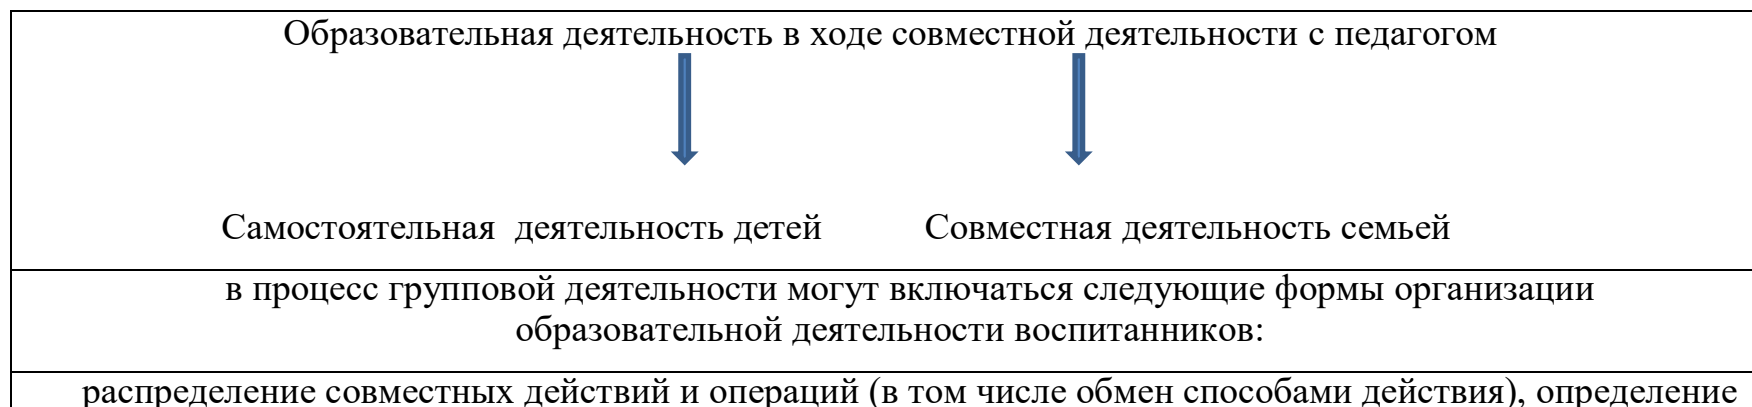 Образовательная деятельность в ходе совместной деятельности с педагогом
Самостоятельная  деятельность детей Совместная деятельность семьей
в процесс групповой деятельности могут включаться следующие формы организации
образовательной деятельности воспитанников:
распределение совместных действий и операций (в том числе обмен способами действия), определение